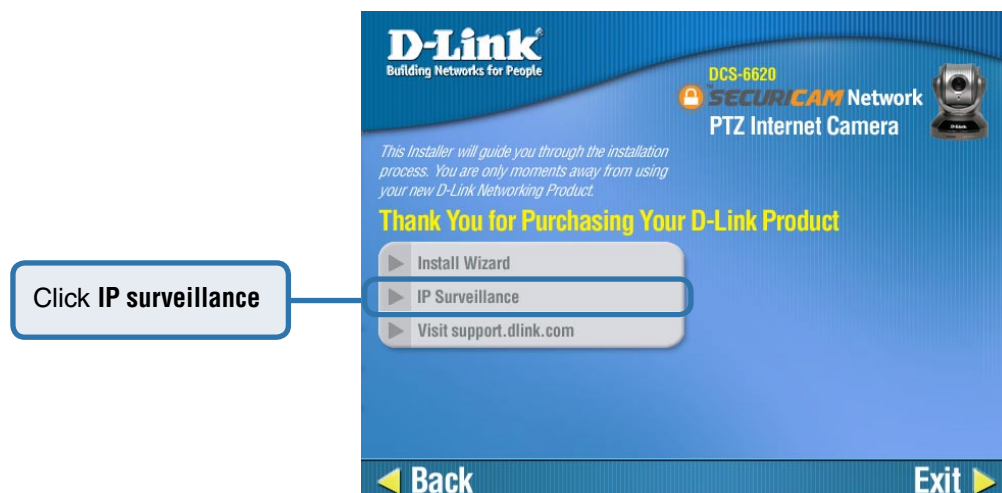 D-Link
Building Networks for People
DCS-6620
SECURICAM Network
PTZ Internet Camera
D-Link
This Installer will guide you through the installation
process. You are only moments away from using
your new D-Link Networking Product.
Thank You for Purchasing Your D-Link Product
Install Wizard
Click IP surveillance
IP Surveillance
Visit support.dlink.com
Back
Exit